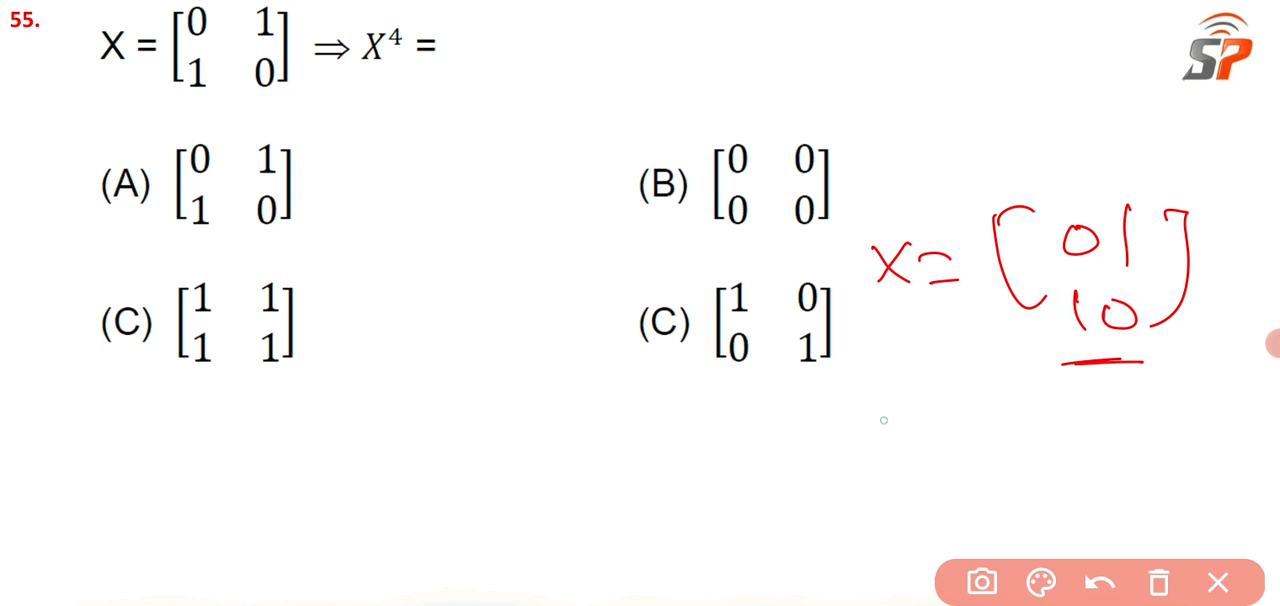 55.
X = [0 1
1 0] ⇒ X⁴ =
SP
(A) [0 1
1 0]
(B) [0 0
0 0]
(C) [1 1
1 1]
(C) [1 0
0 1]
X = [0 1
1 0]